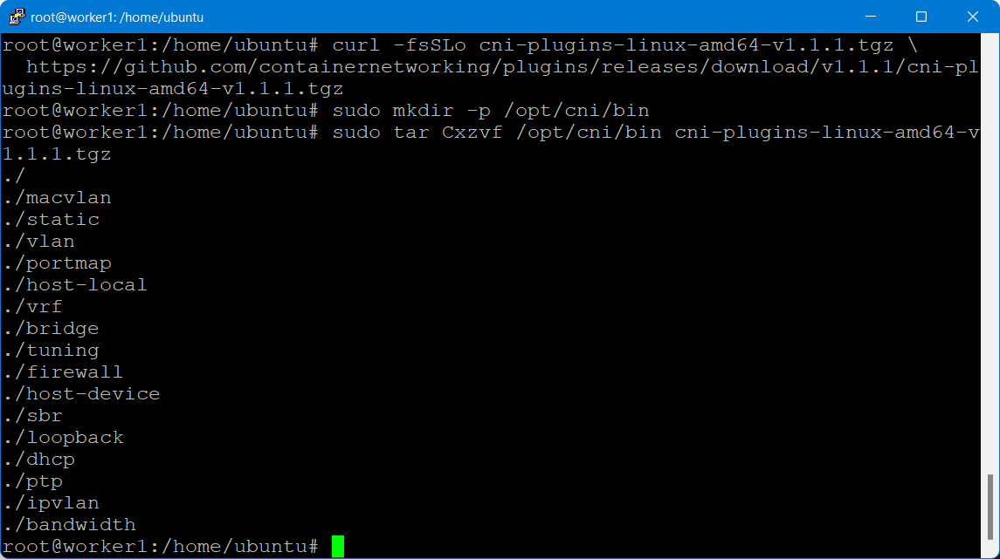 root@worker1: /home/ubuntu
root@worker1:/home/ubuntu# curl -fsSLo cni-plugins-linux-amd64-v1.1.1.tgz \
  https://github.com/containernetworking/plugins/releases/download/v1.1.1/cni-pl
ugins-linux-amd64-v1.1.1.tgz
root@worker1:/home/ubuntu# sudo mkdir -p /opt/cni/bin
root@worker1:/home/ubuntu# sudo tar Cxzvf /opt/cni/bin cni-plugins-linux-amd64-v
1.1.1.tgz
./
./macvlan
./static
./vlan
./portmap
./host-local
./vrf
./bridge
./tuning
./firewall
./host-device
./sbr
./loopback
./dhcp
./ptp
./ipvlan
./bandwidth
root@worker1:/home/ubuntu#